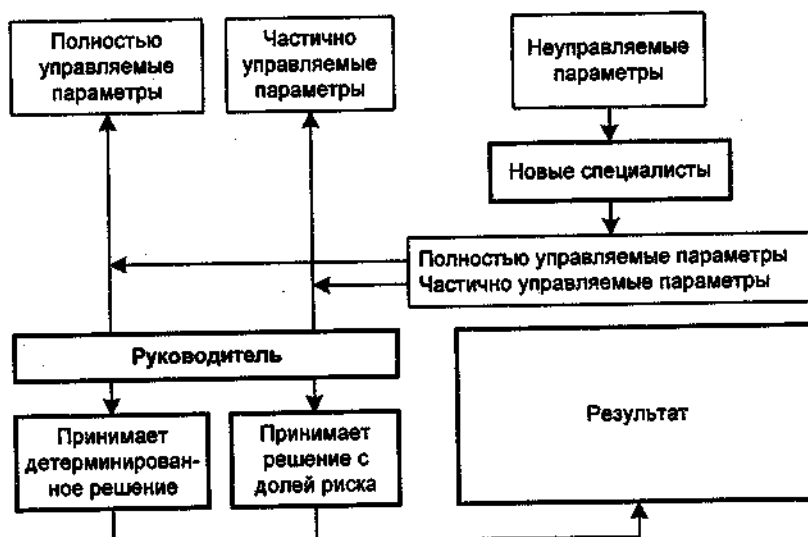 Полностью
управляемые
параметры
Частично
управляемые
параметры
Неуправляемые
параметры
Новые специалисты
Полностью управляемые параметры
Частично управляемые параметры
Руководитель
Принимает
детерминирован-
ное решение
Принимает
решение с
долей риска
Результат